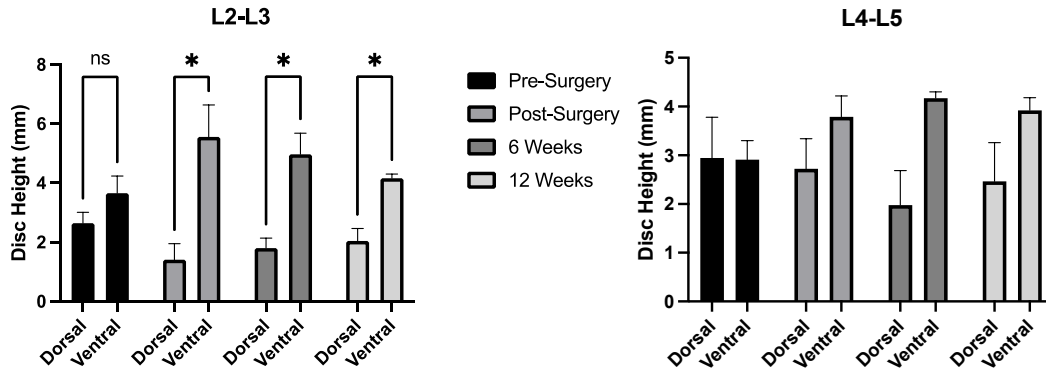 L2-L3
ns * * *
Disc Height (mm)
8
6
4
2
0
Dorsal Ventral Dorsal Ventral Dorsal Ventral Dorsal Ventral
Pre-Surgery
Post-Surgery
6 Weeks
12 Weeks
L4-L5
Disc Height (mm)
5
4
3
2
1
0
Dorsal Ventral Dorsal Ventral Dorsal Ventral Dorsal Ventral